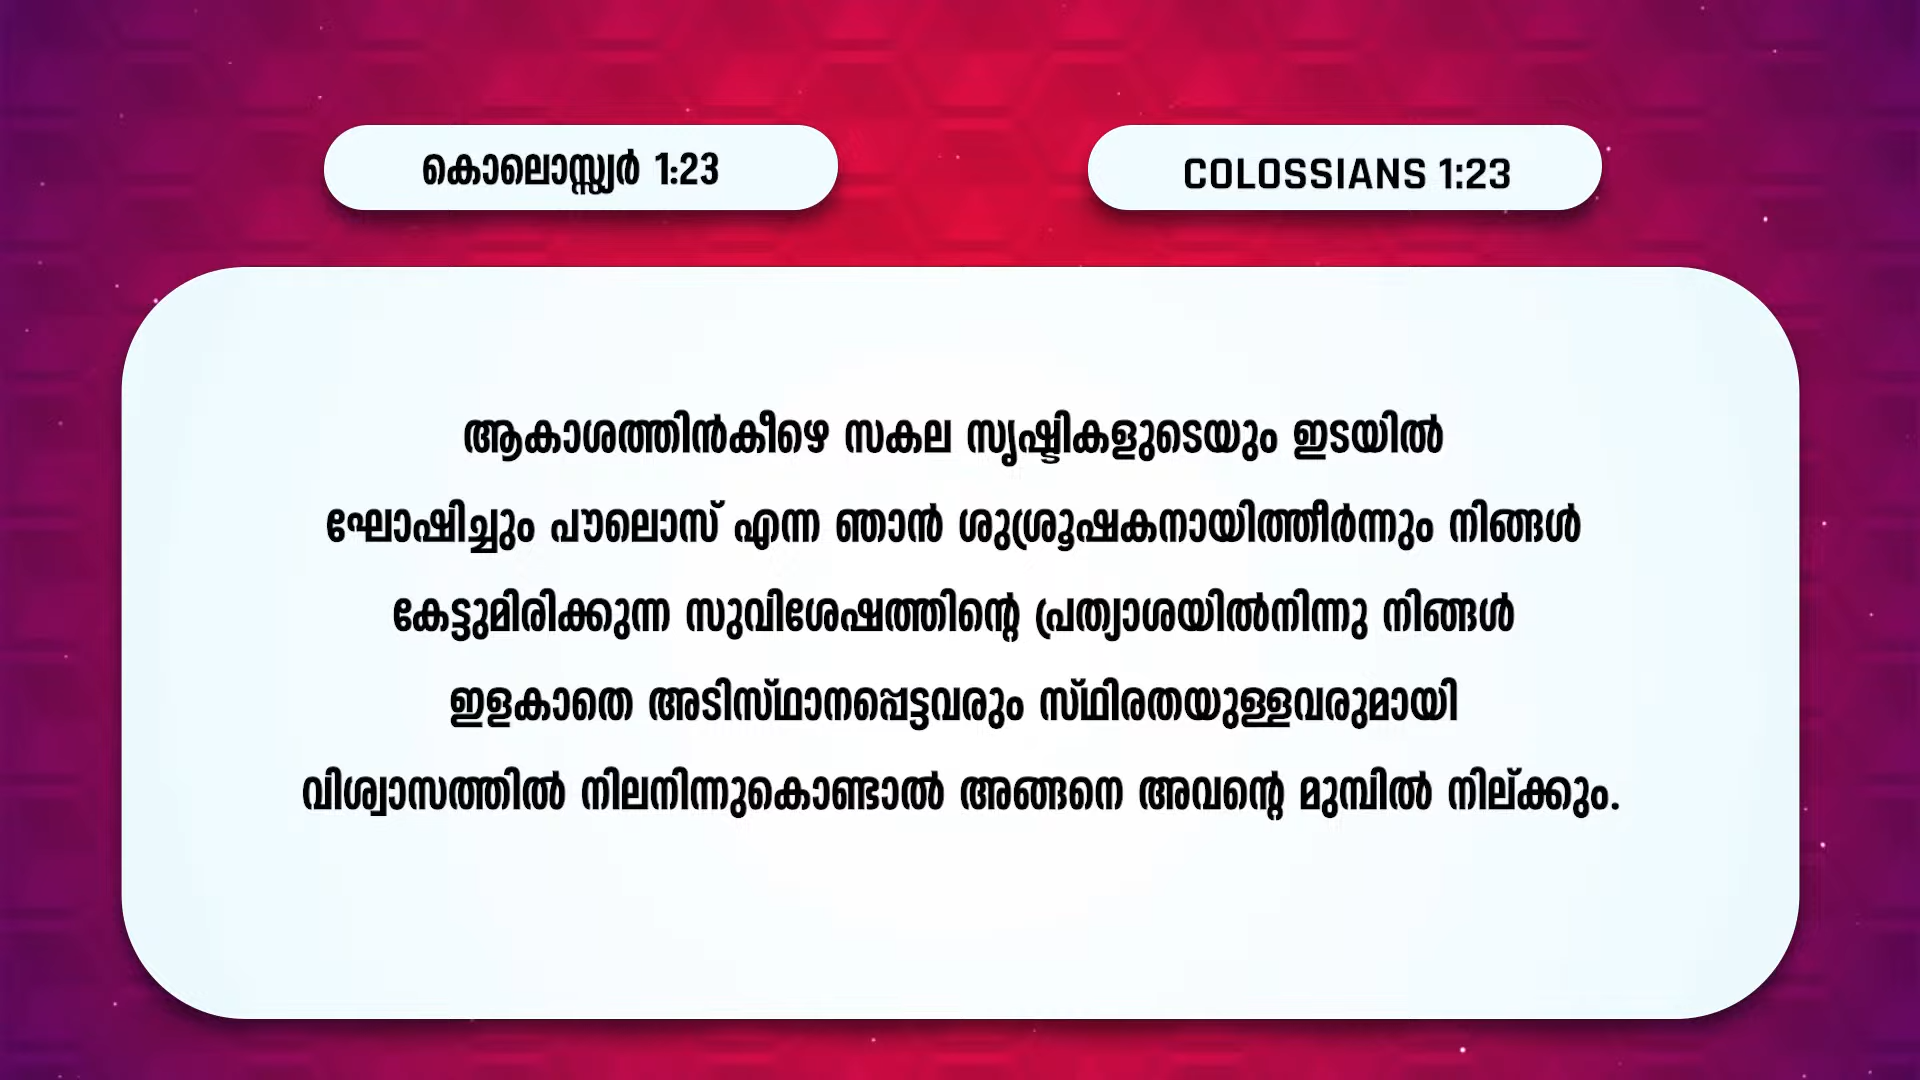 കൊലൊസ്സ്യർ 1:23
COLOSSIANS 1:23
ആകാശത്തിൻകീഴെ സകല സൃഷ്ടികളുടെയും ഇടയിൽ
ഘോഷിച്ചും പൗലൊസ് എന്ന ഞാൻ ശുശ്രൂഷകനായിത്തീർന്നും നിങ്ങൾ
കേട്ടുമിരിക്കുന്ന സുവിശേഷത്തിന്റെ പ്രത്യാശയിൽനിന്നു നിങ്ങൾ
ഇളകാതെ അടിസ്ഥാനപ്പെട്ടവരും സ്ഥിരതയുള്ളവരുമായി
വിശ്വാസത്തിൽ നിലനിന്നുകൊണ്ടാൽ അങ്ങനെ അവന്റെ മുമ്പിൽ നില്ക്കും.